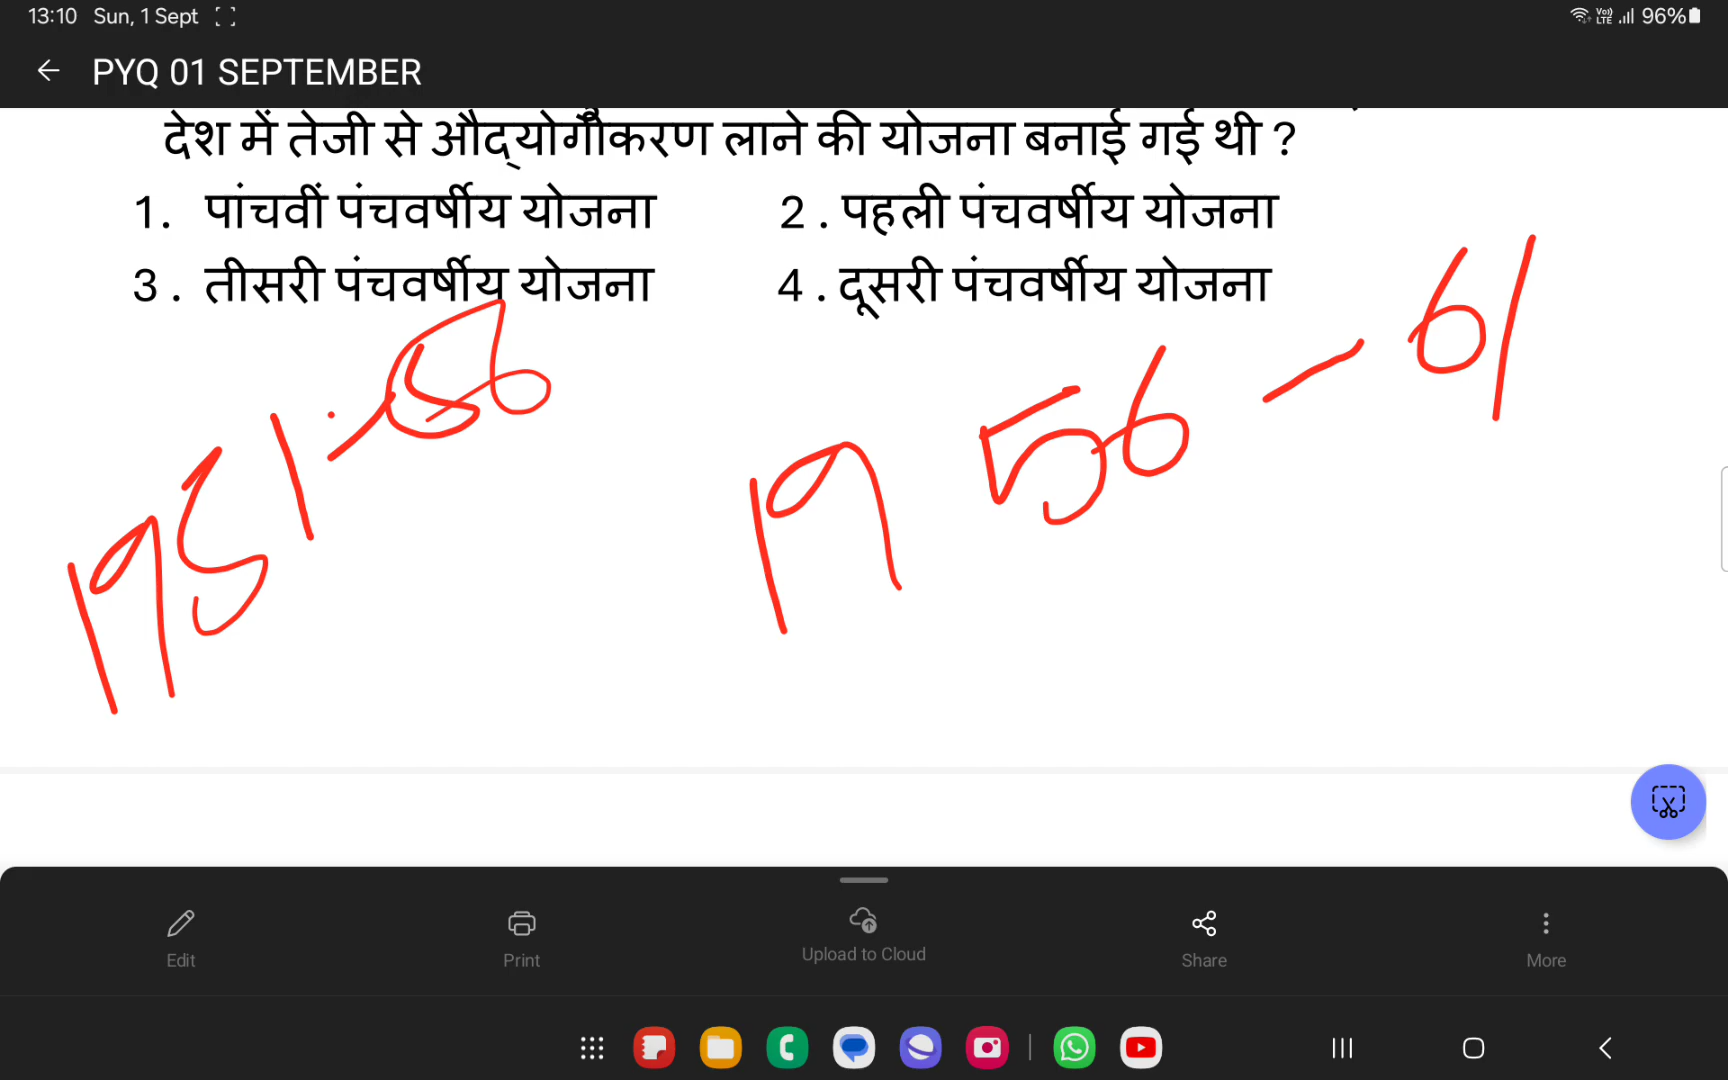 13:10 Sun, 1 Sept 96%
PYQ 01 SEPTEMBER
देश में तेजी से औद्योगीकरण लाने की योजना बनाई गई थी ?
1. पांचवीं पंचवर्षीय योजना 2 . पहली पंचवर्षीय योजना
3 . तीसरी पंचवर्षीय योजना 4 . दूसरी पंचवर्षीय योजना
1951-56 1956-61
Edit Print Upload to Cloud Share More